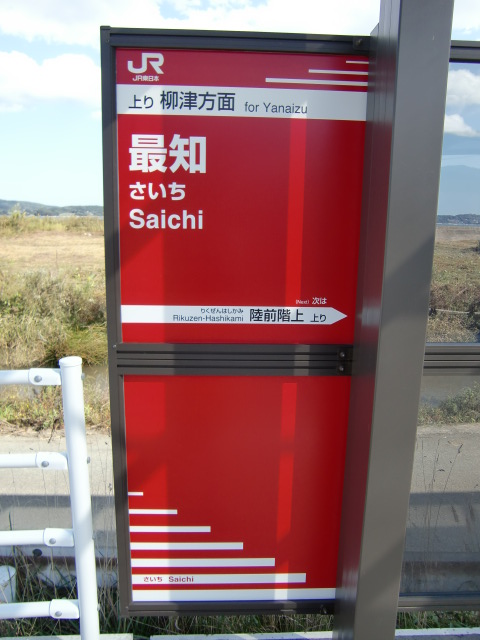 JR
JR東日本
上り 柳津方面 for Yanaizu
最知
さいち
Saichi
(Next) 次は
りくぜんはしかみ
Rikuzen-Hashikami 陸前階上 上り
さいち Saichi